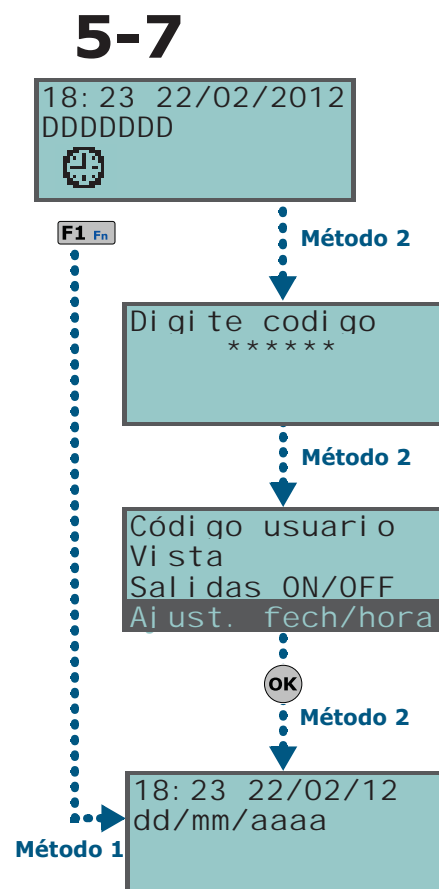 5-7
18:23 22/02/2012
DDDDDDD
F1 Fn
Método 2
Digite codigo
******
Método 2
Código usuario
Vista
Salidas ON/OFF
Ajust. fech/hora
OK
Método 2
18:23 22/02/12
dd/mm/aaaa
Método 1